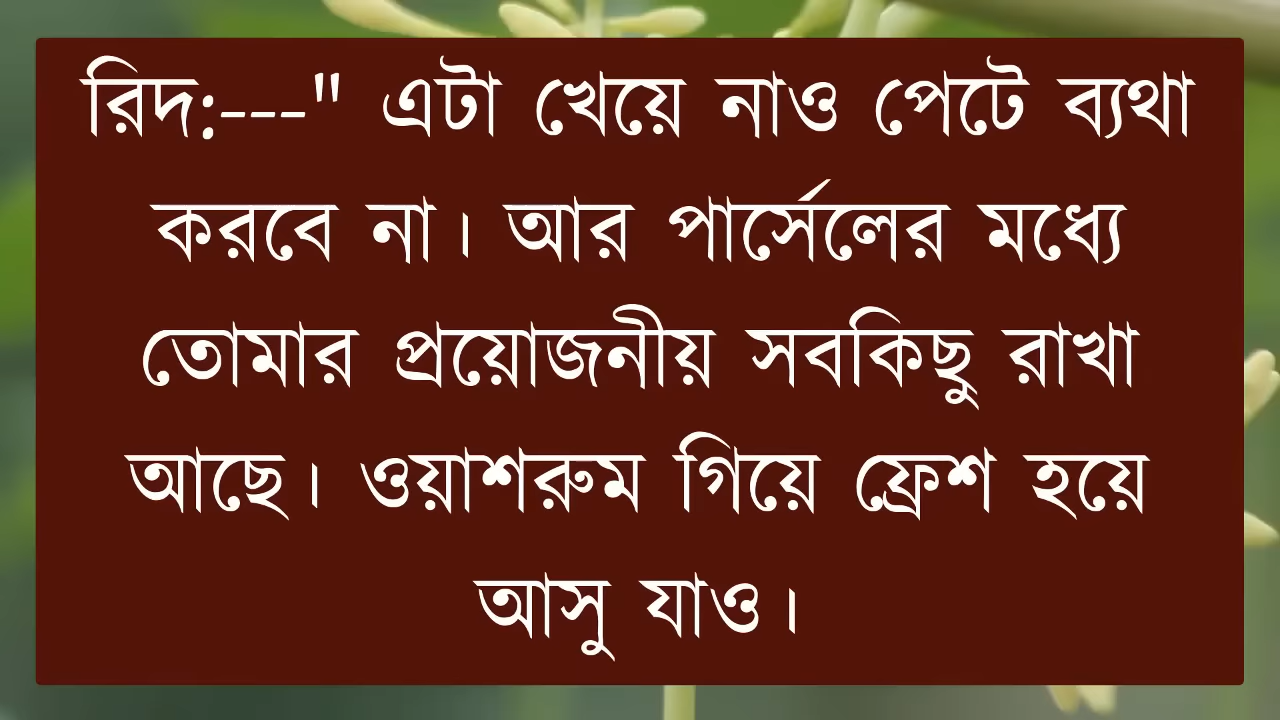 রিদ:---" এটা খেয়ে নাও পেটে ব্যথা
করবে না। আর পার্সেলের মধ্যে
তোমার প্রয়োজনীয় সবকিছু রাখা
আছে। ওয়াশরুম গিয়ে ফ্রেশ হয়ে
আসু যাও।